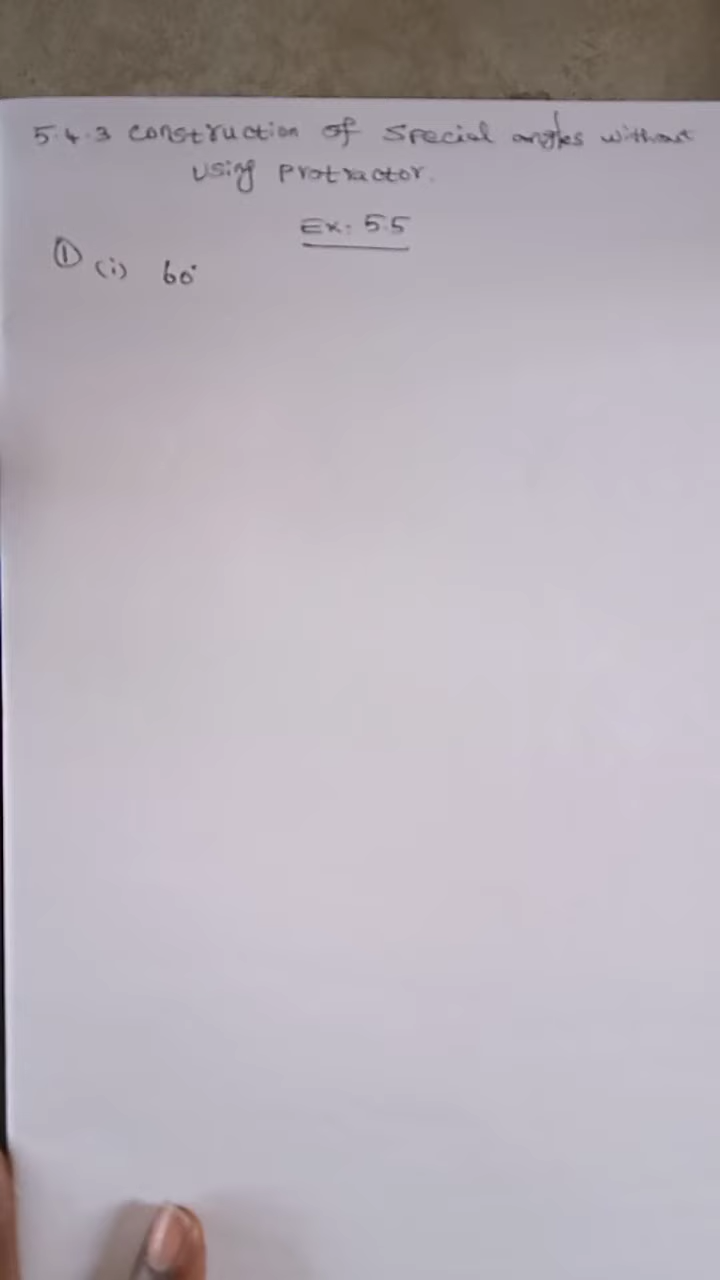 5.4.3 Construction of Special angles without
using Protractor.
Ex: 5.5
① (i) 60°